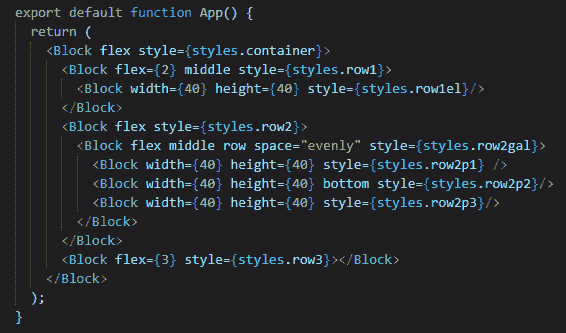 export default function App() {
  return (
    <Block flex style={styles.container}>
      <Block flex={2} middle style={styles.row1}>
        <Block width={40} height={40} style={styles.row1el}/>
      </Block>
      <Block flex style={styles.row2}>
        <Block flex middle row space="evenly" style={styles.row2gal}>
          <Block width={40} height={40} style={styles.row2p1} />
          <Block width={40} height={40} bottom style={styles.row2p2}/>
          <Block width={40} height={40} style={styles.row2p3}/>
        </Block>
      </Block>
      <Block flex={3} style={styles.row3}></Block>
    </Block>
  );
}